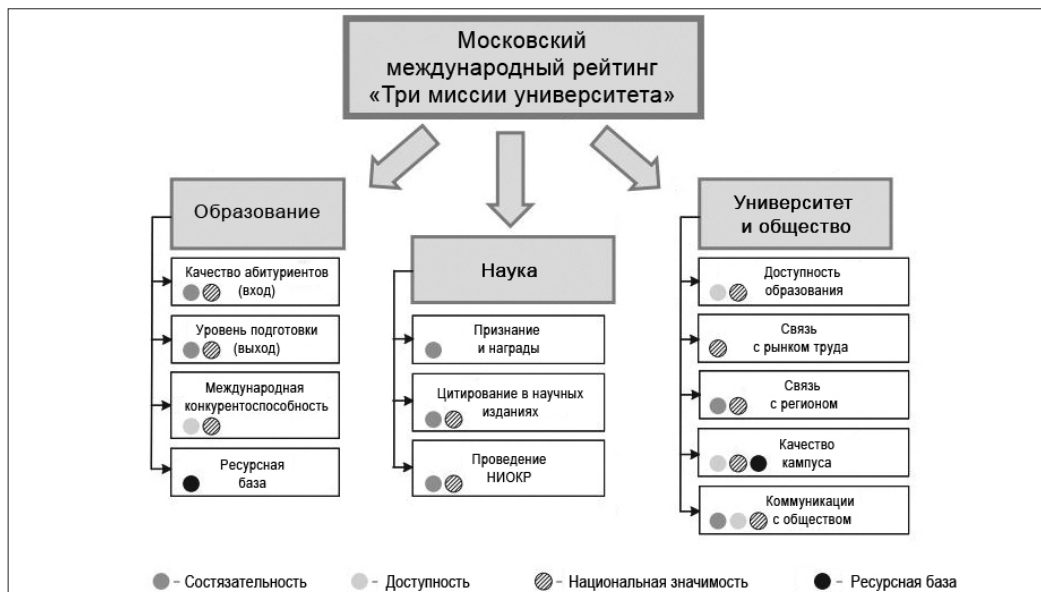 Московский
международный рейтинг
«Три миссии университета»
Образование
Качество абитуриентов
(вход)
Уровень подготовки
(выход)
Международная
конкурентоспособность
Ресурсная
база
Наука
Признание
и награды
Цитирование в научных
изданиях
Проведение
НИОКР
Университет
и общество
Доступность
образования
Связь
с рынком труда
Связь
с регионом
Качество
кампуса
Коммуникации
с обществом
– Состязательность
– Доступность
– Национальная значимость
– Ресурсная база